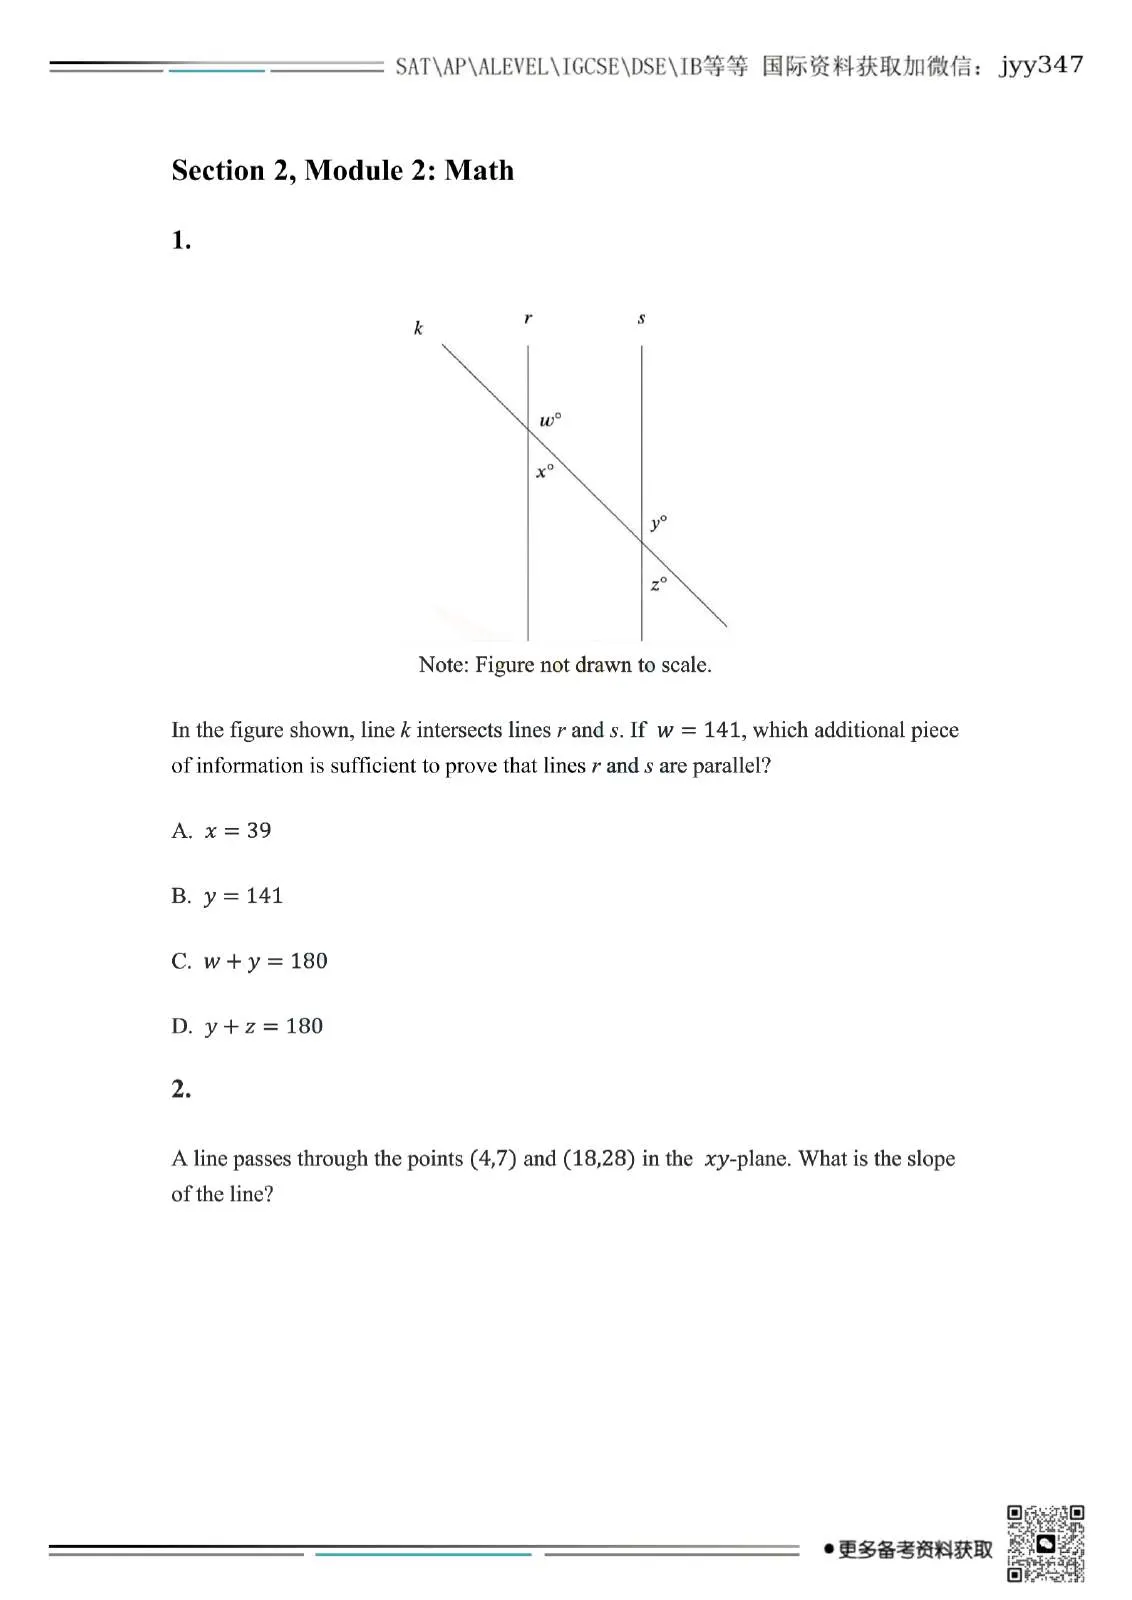 SAT\AP\ALEVEL\IGCSE\DSE\IB等等 国际资料获取加微信：jyy347
Section 2, Module 2: Math
1.
k
r
s
w°
x°
y°
z°
Note: Figure not drawn to scale.
In the figure shown, line k intersects lines r and s. If w = 141, which additional piece
of information is sufficient to prove that lines r and s are parallel?
A. x = 39
B. y = 141
C. w + y = 180
D. y + z = 180
2.
A line passes through the points (4,7) and (18,28) in the xy-plane. What is the slope
of the line?
●更多备考资料获取